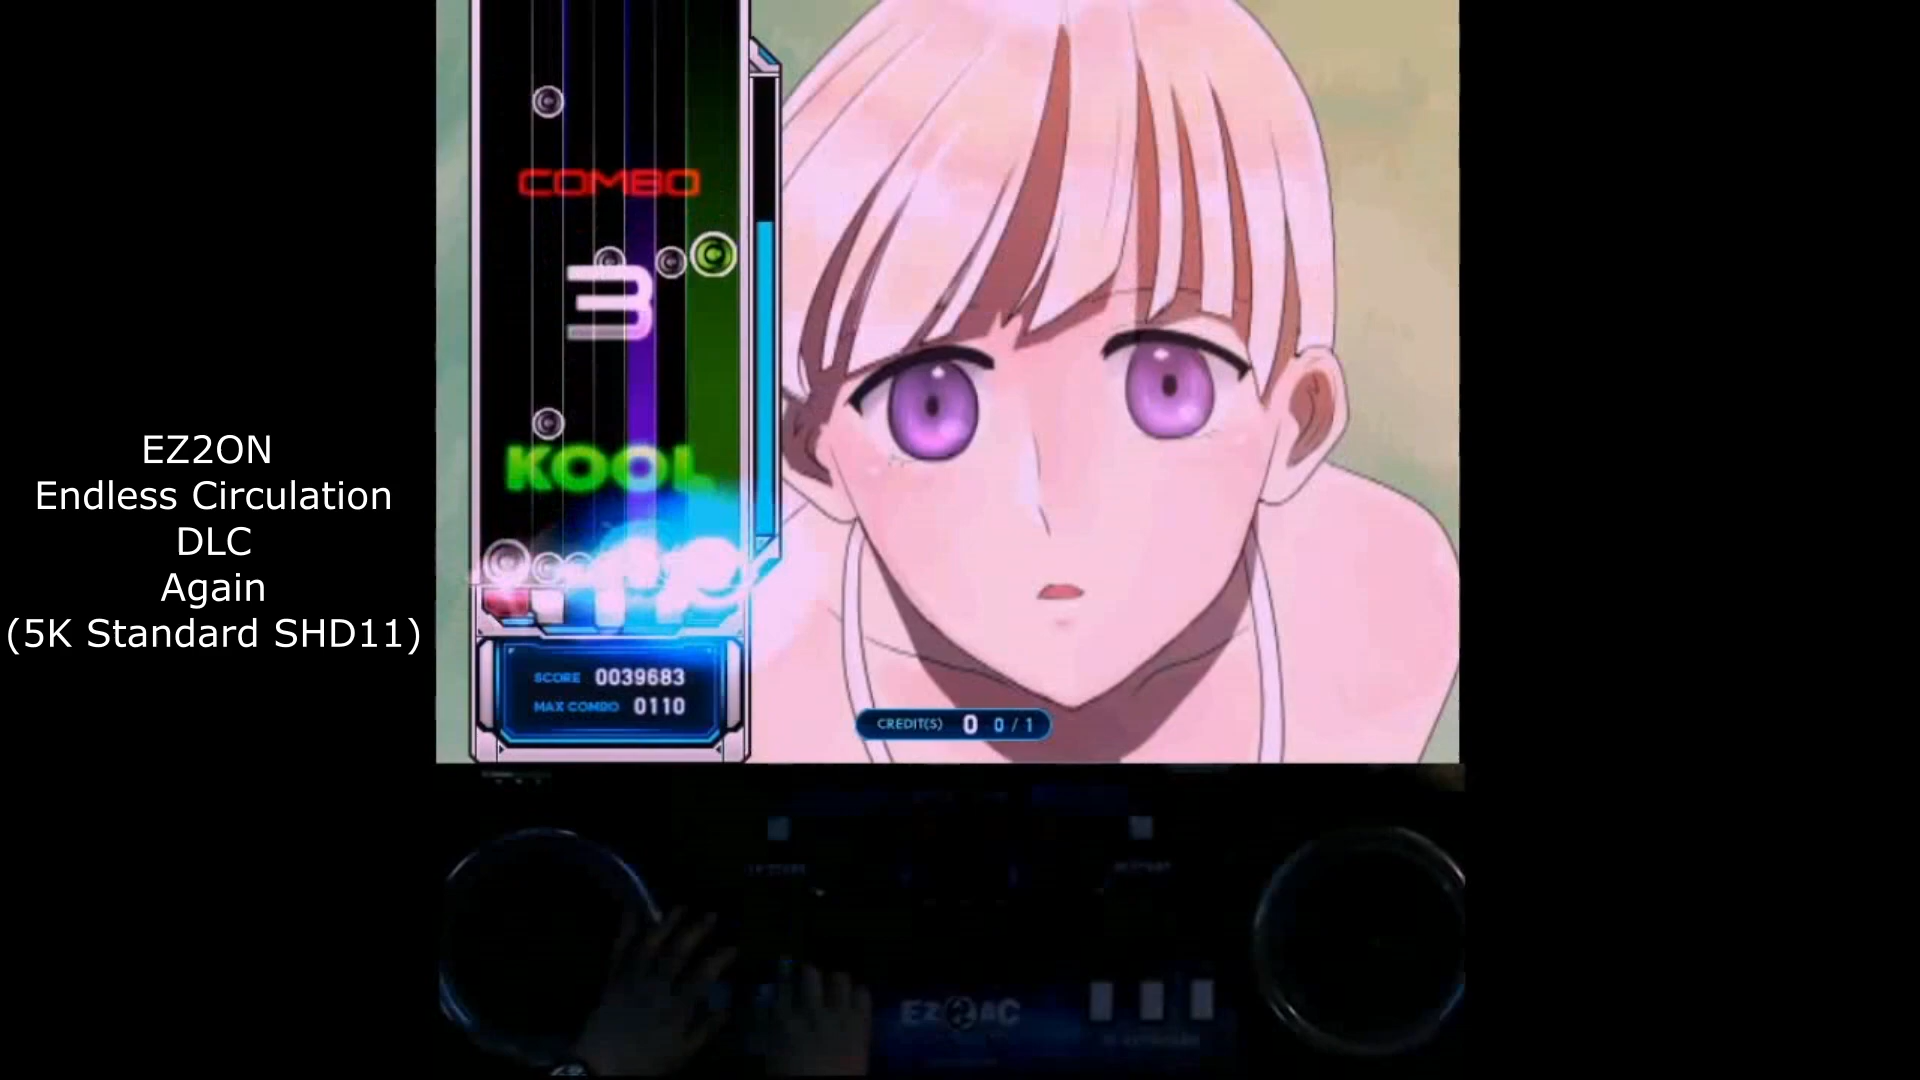 EZ2ON
Endless Circulation
DLC
Again
(5K Standard SHD11)
COMBO
3
KOOL
SCORE 0039683
MAX COMBO 0110
CREDIT(S) 0 0 / 1
EZ2AC